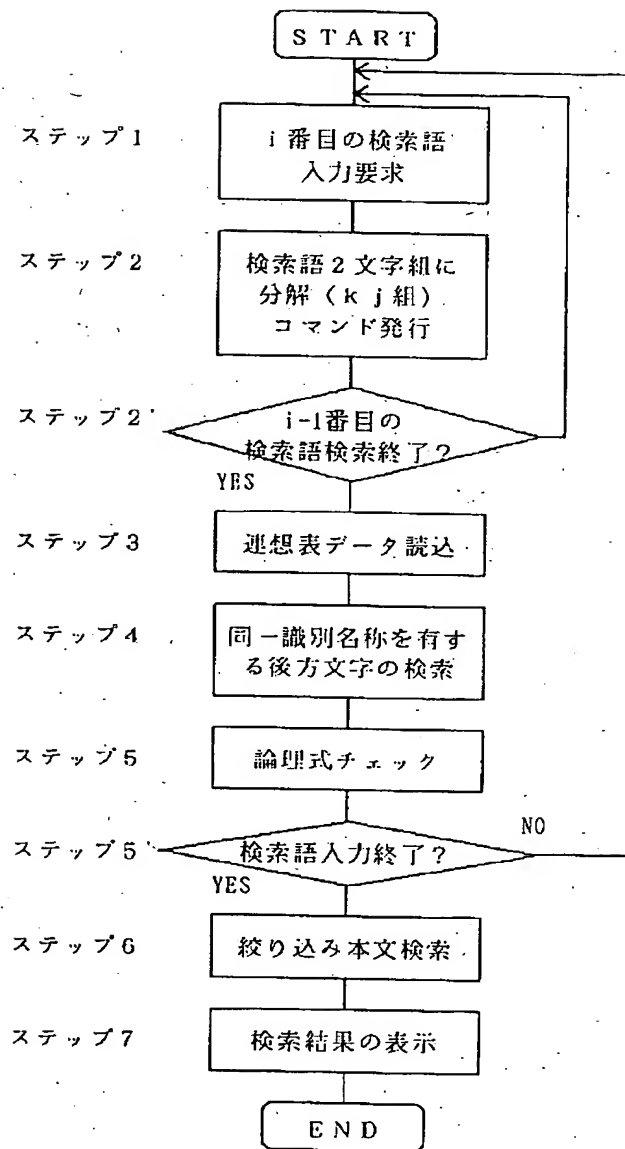 START
ステップ1
i番目の検索語
入力要求
ステップ2
検索語2文字組に
分解(kj組)
コマンド発行
ステップ2'
i-1番目の
検索語検索終了?
YES
ステップ3
連想表データ読込
ステップ4
同一識別名称を有す
る後方文字の検索
ステップ5
論理式チェック
NO
ステップ5'
検索語入力終了?
YES
ステップ6
絞り込み本文検索
ステップ7
検索結果の表示
END